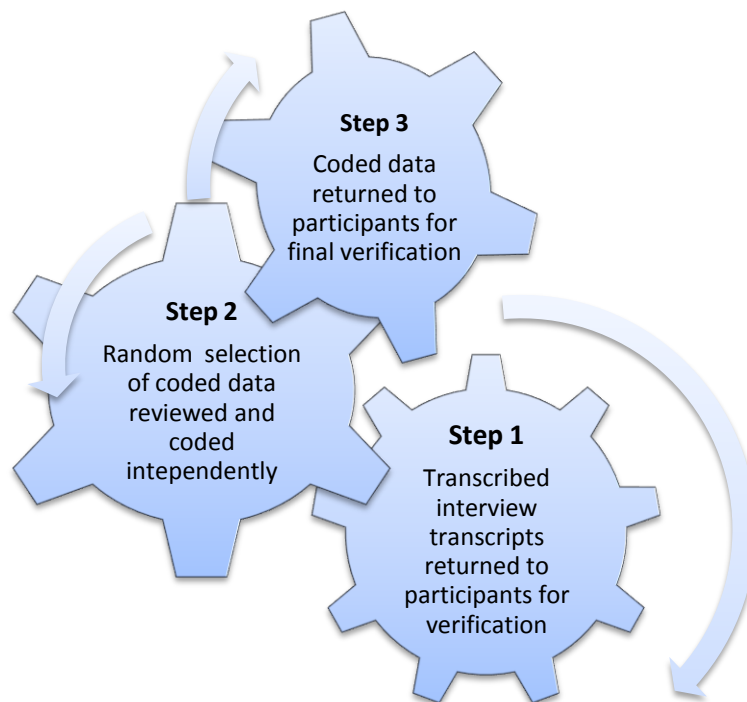 Step 3
Coded data
returned to
participants for
final verification
Step 2
Random selection
of coded data
reviewed and
coded
intependently
Step 1
Transcribed
interview
transcripts
returned to
participants for
verification